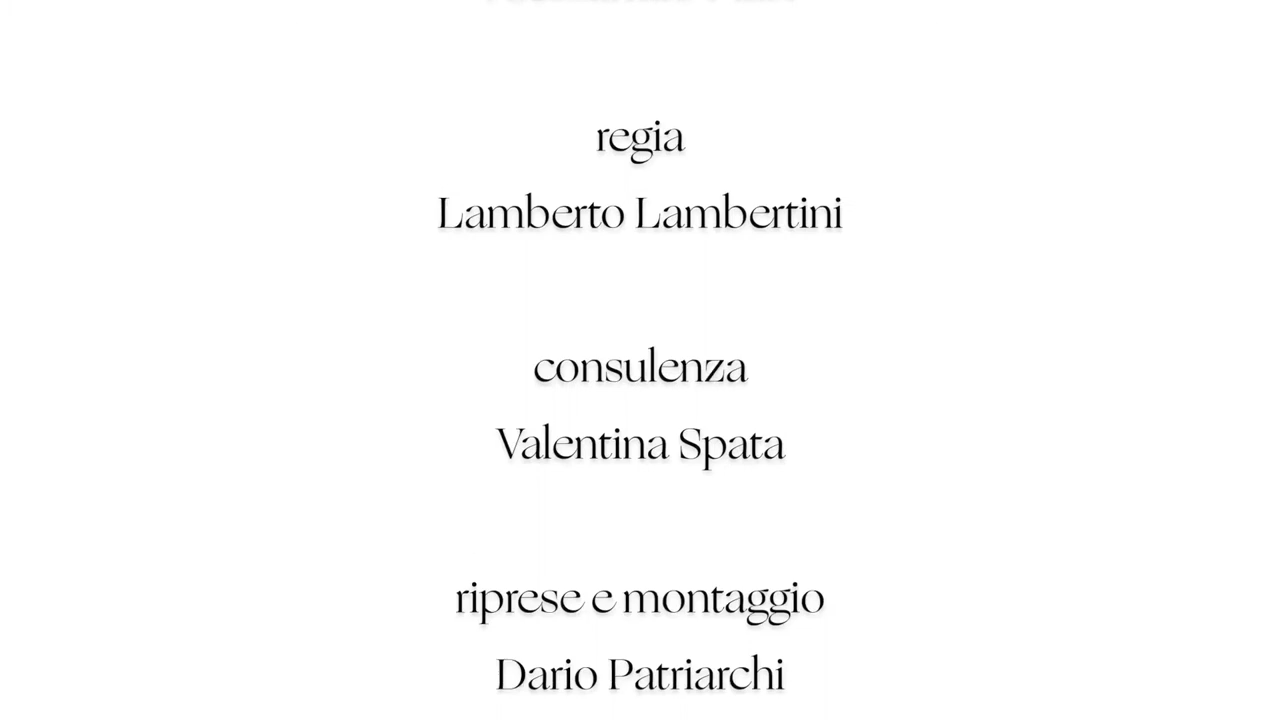 regia
Lamberto Lambertini
consulenza
Valentina Spata
riprese e montaggio
Dario Patriarchi